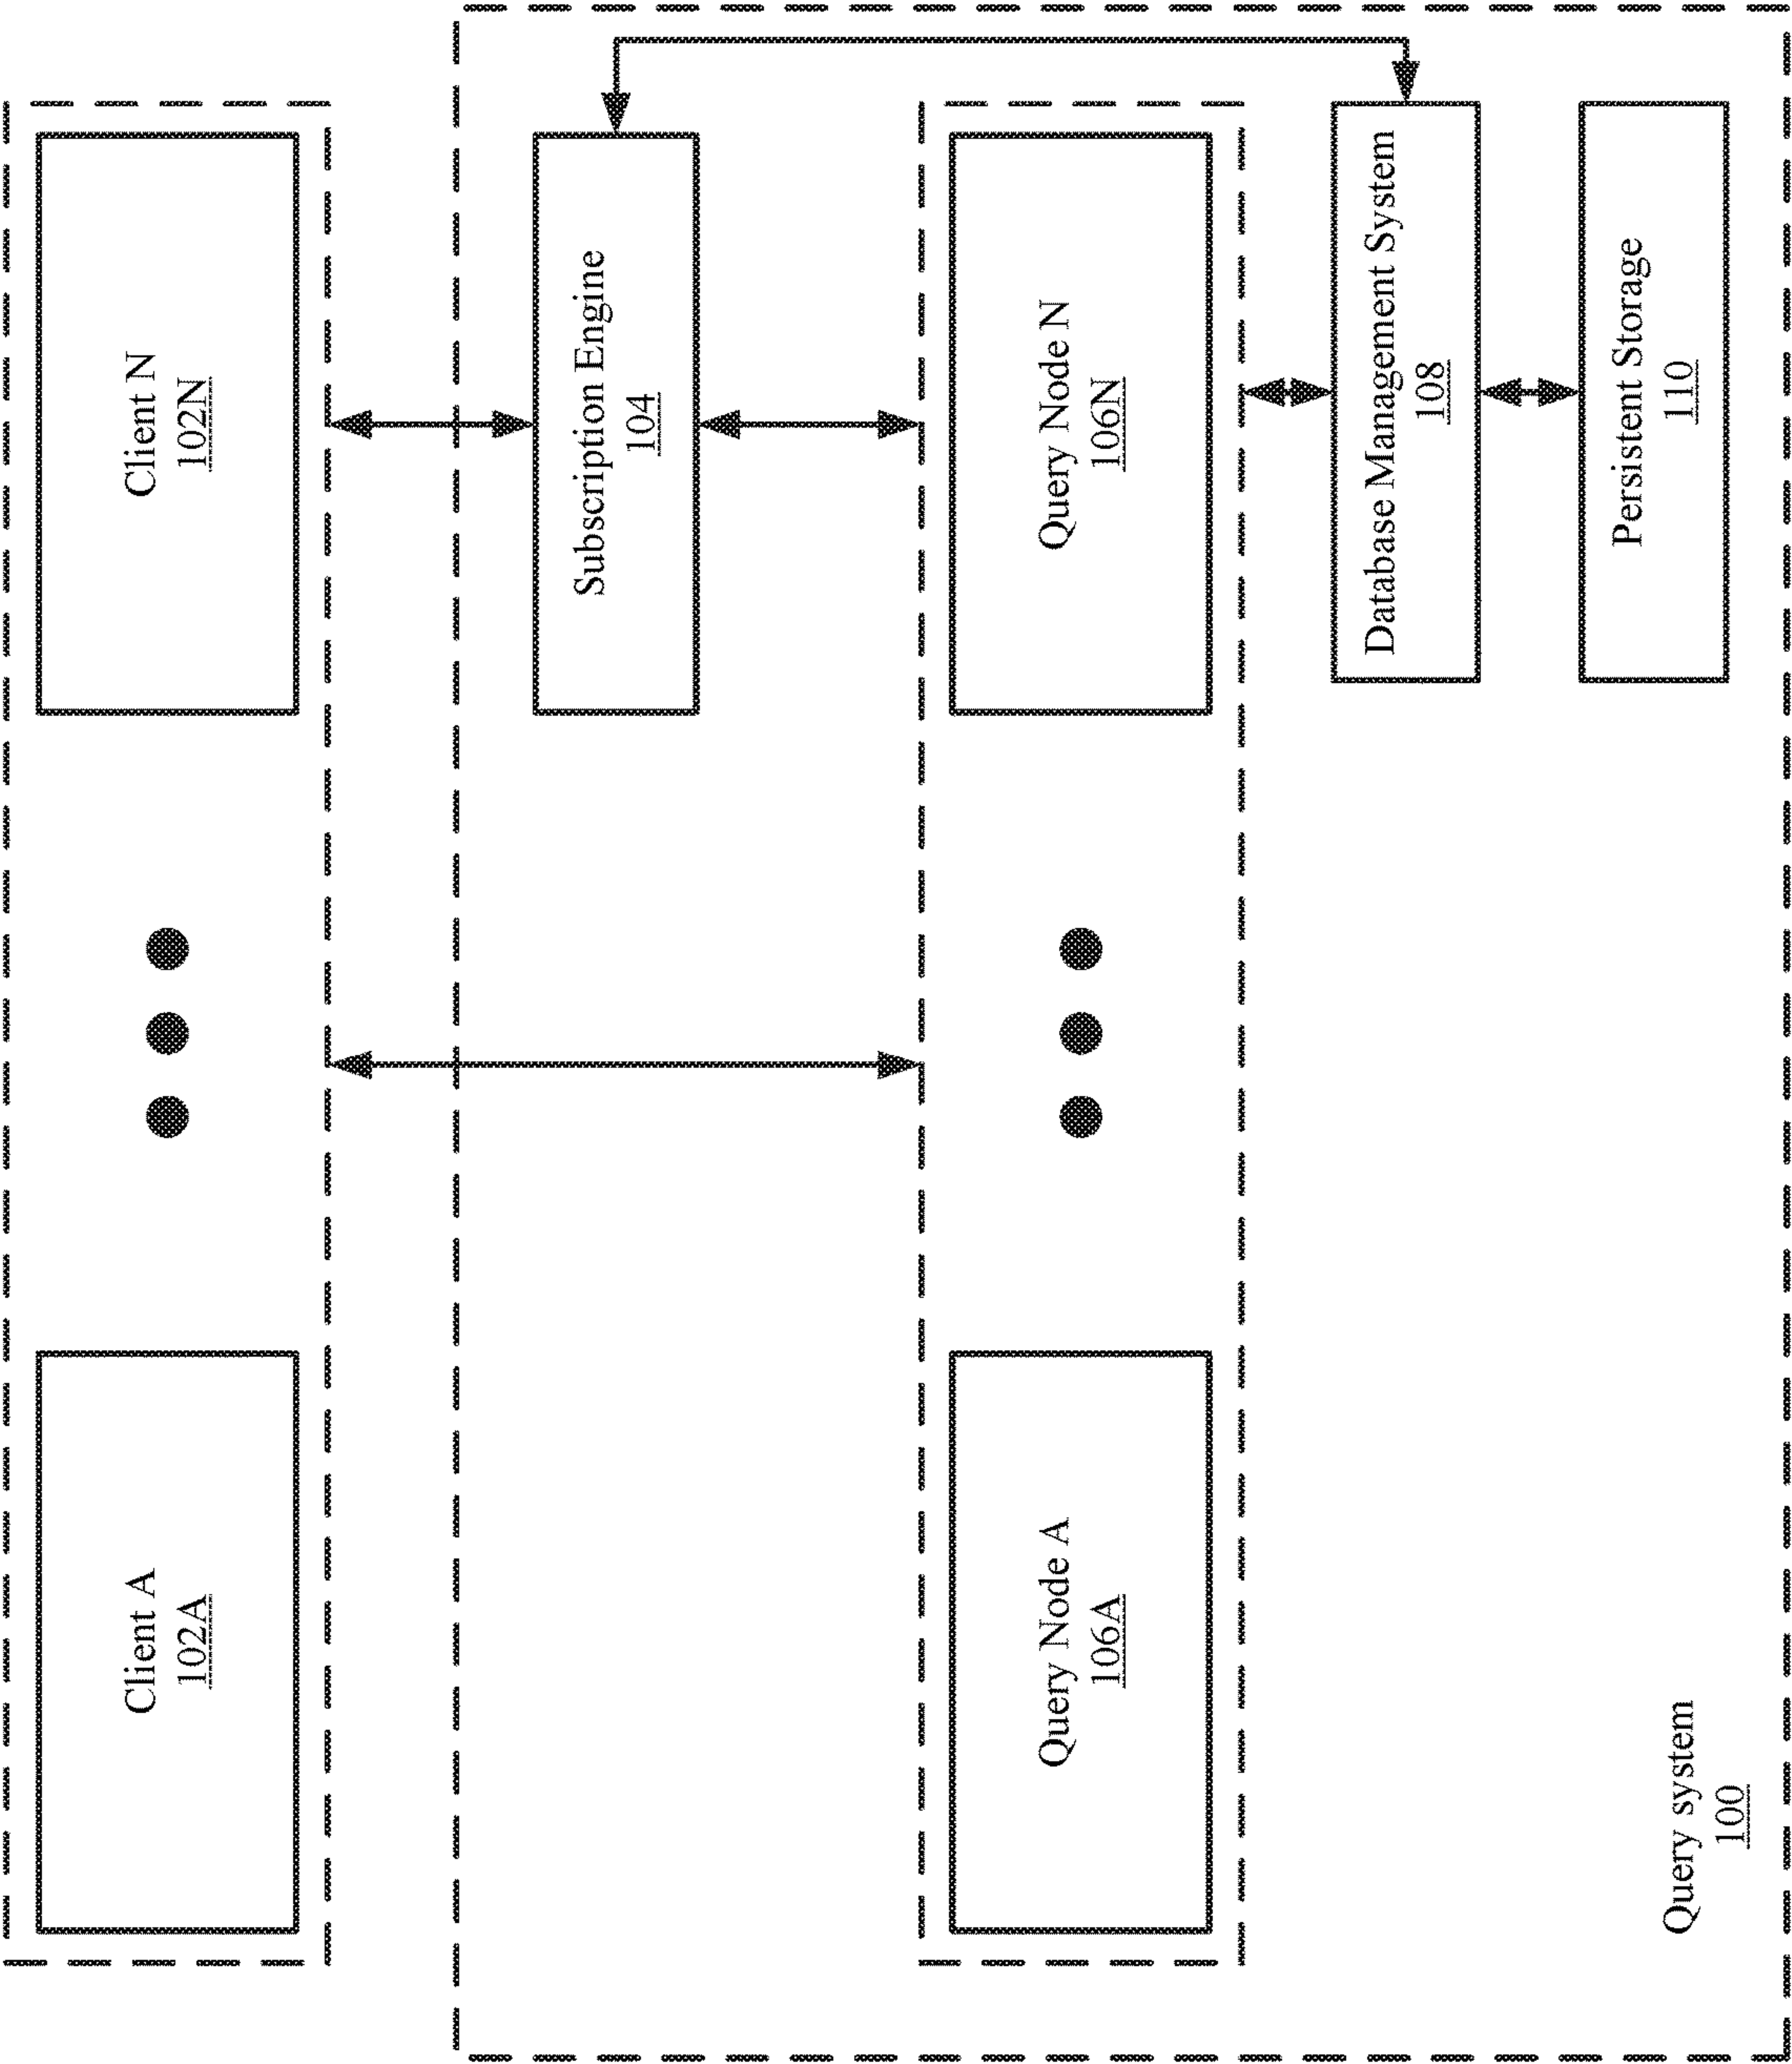 Client A
102A
Client N
102N
Subscription Engine
104
Query Node A
106A
Query Node N
106N
Database Management System
108
Persistent Storage
110
Query system
100